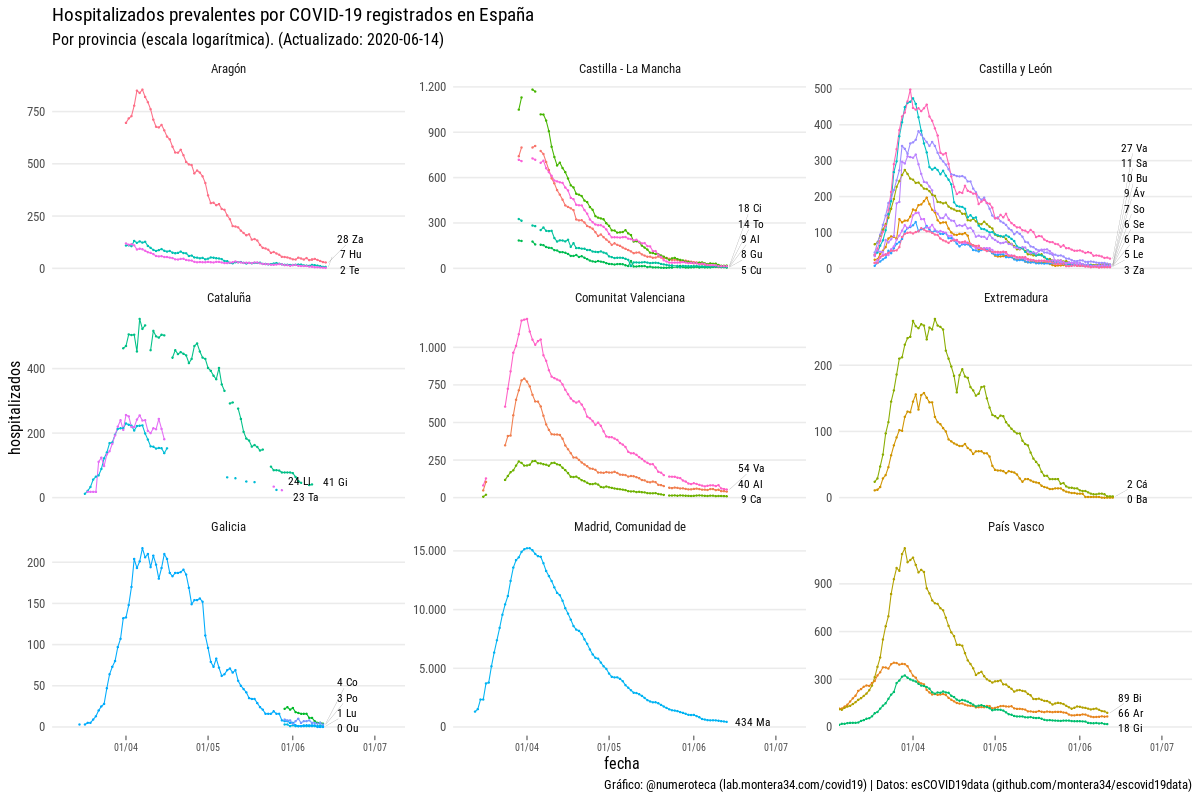 Hospitalizados prevalentes por COVID-19 registrados en España
Por provincia (escala logarítmica). (Actualizado: 2020-06-14)
Aragón
750
500
250
0
28 Za
7 Hu
2 Te
Castilla - La Mancha
1.200
900
600
300
0
18 Ci
14 To
9 Al
8 Gu
5 Cu
Castilla y León
500
400
300
200
100
0
27 Va
11 Sa
10 Bu
9 Áv
7 So
6 Se
6 Pa
5 Le
3 Za
Cataluña
400
200
0
24 Ll
41 Gi
23 Ta
Comunitat Valenciana
1.000
750
500
250
0
54 Va
40 Al
9 Ca
Extremadura
200
100
0
2 Cá
0 Ba
Galicia
200
150
100
50
0
4 Co
3 Po
1 Lu
0 Ou
01/04
01/05
01/06
01/07
Madrid, Comunidad de
15.000
10.000
5.000
0
434 Ma
01/04
01/05
01/06
01/07
País Vasco
900
600
300
0
89 Bi
66 Ar
18 Gi
01/04
01/05
01/06
01/07
hospitalizados
fecha
Gráfico: @numeroteca (lab.montera34.com/covid19) | Datos: esCOVID19data (github.com/montera34/escovid19data)